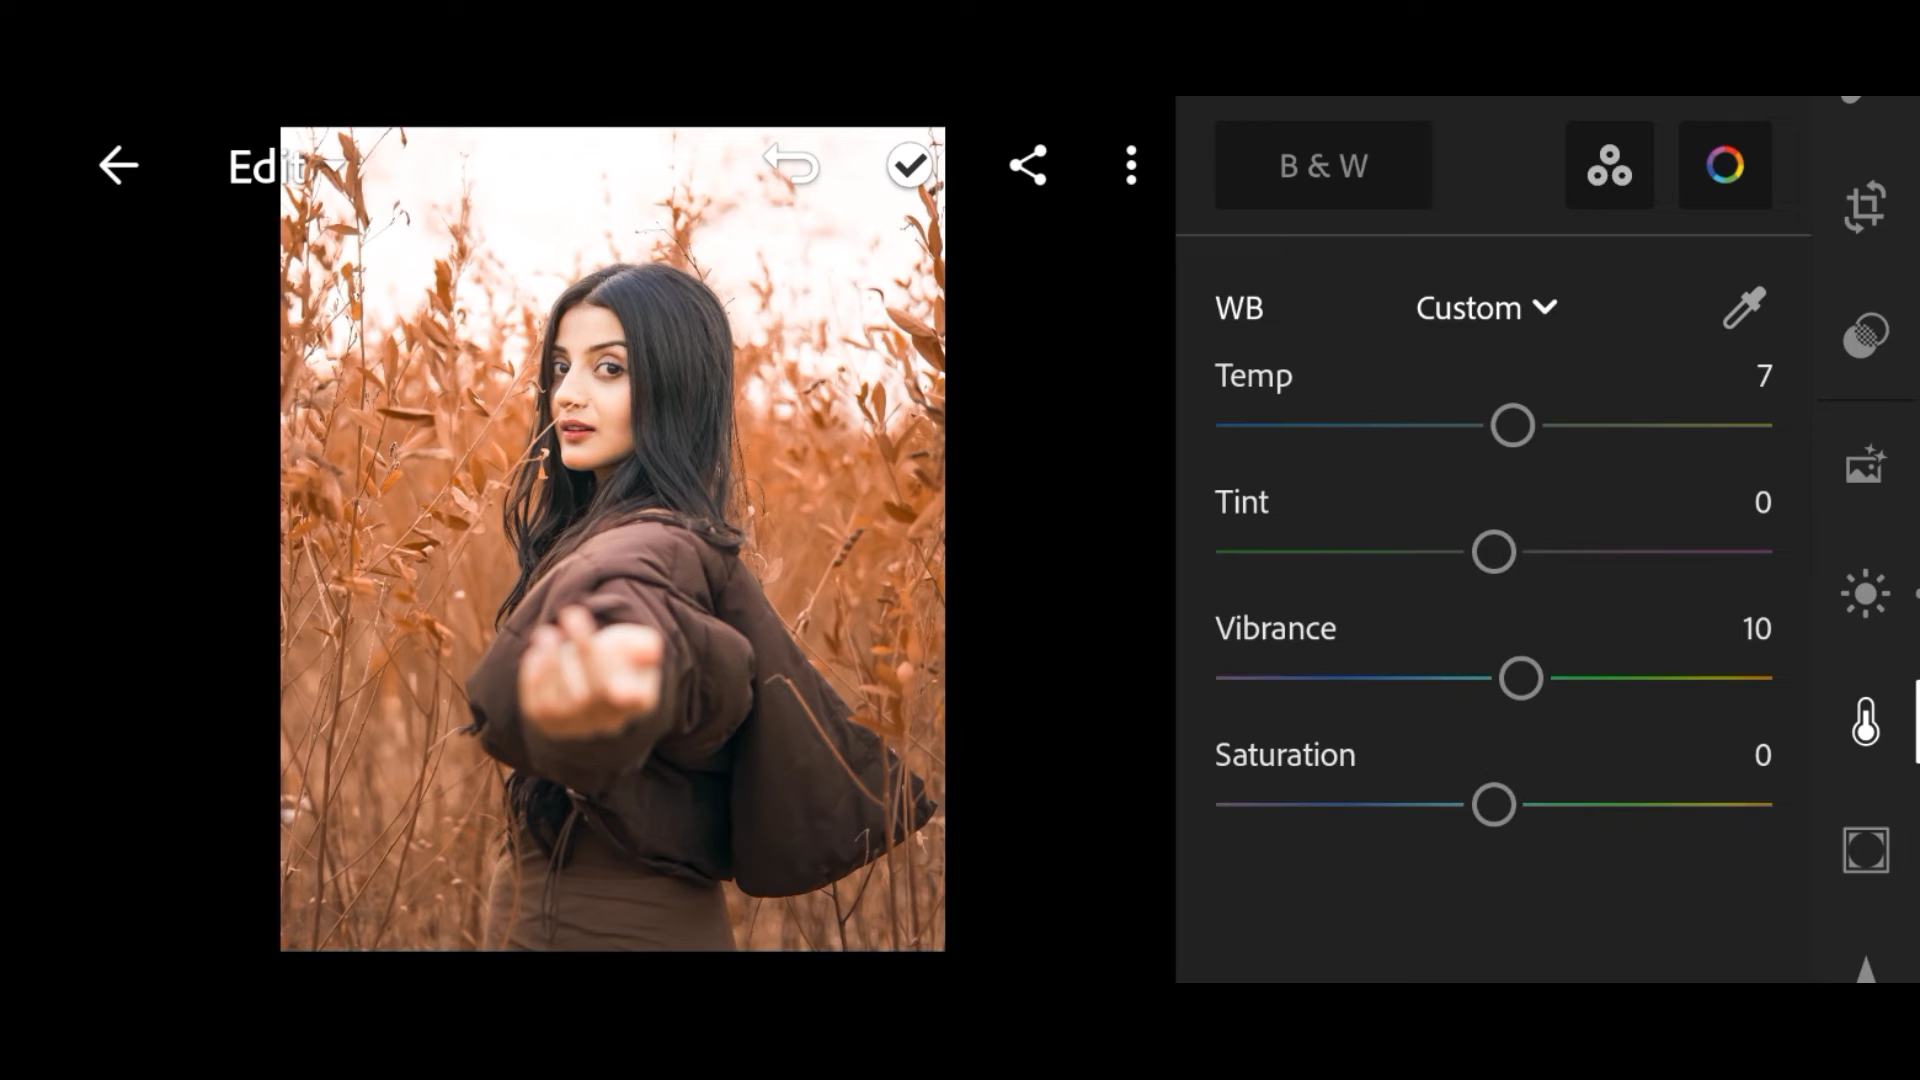 Edit
B & W
WB Custom
Temp 7
Tint 0
Vibrance 10
Saturation 0